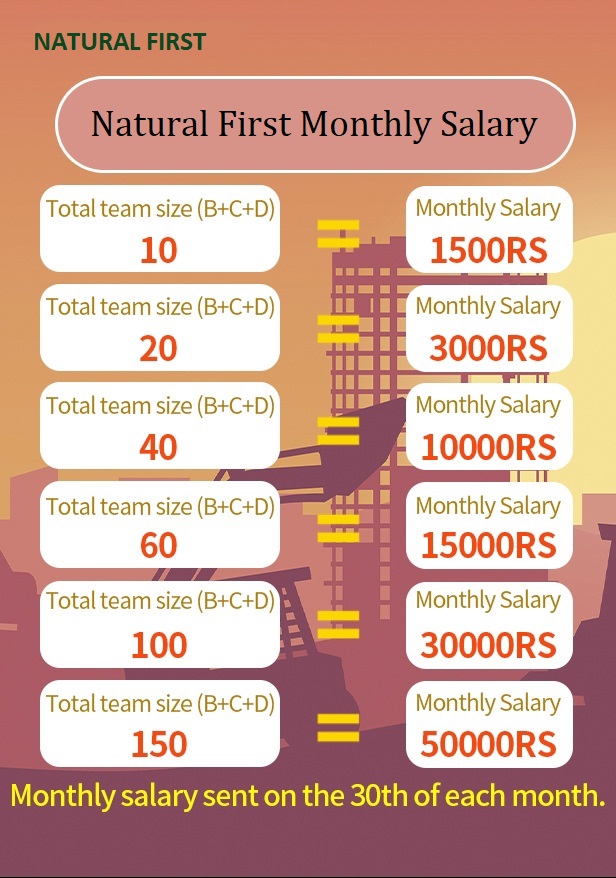 NATURAL FIRST
Natural First Monthly Salary
Total team size (B+C+D)
10
=
Monthly Salary
1500RS
Total team size (B+C+D)
20
=
Monthly Salary
3000RS
Total team size (B+C+D)
40
=
Monthly Salary
10000RS
Total team size (B+C+D)
60
=
Monthly Salary
15000RS
Total team size (B+C+D)
100
=
Monthly Salary
30000RS
Total team size (B+C+D)
150
=
Monthly Salary
50000RS
Monthly salary sent on the 30th of each month.